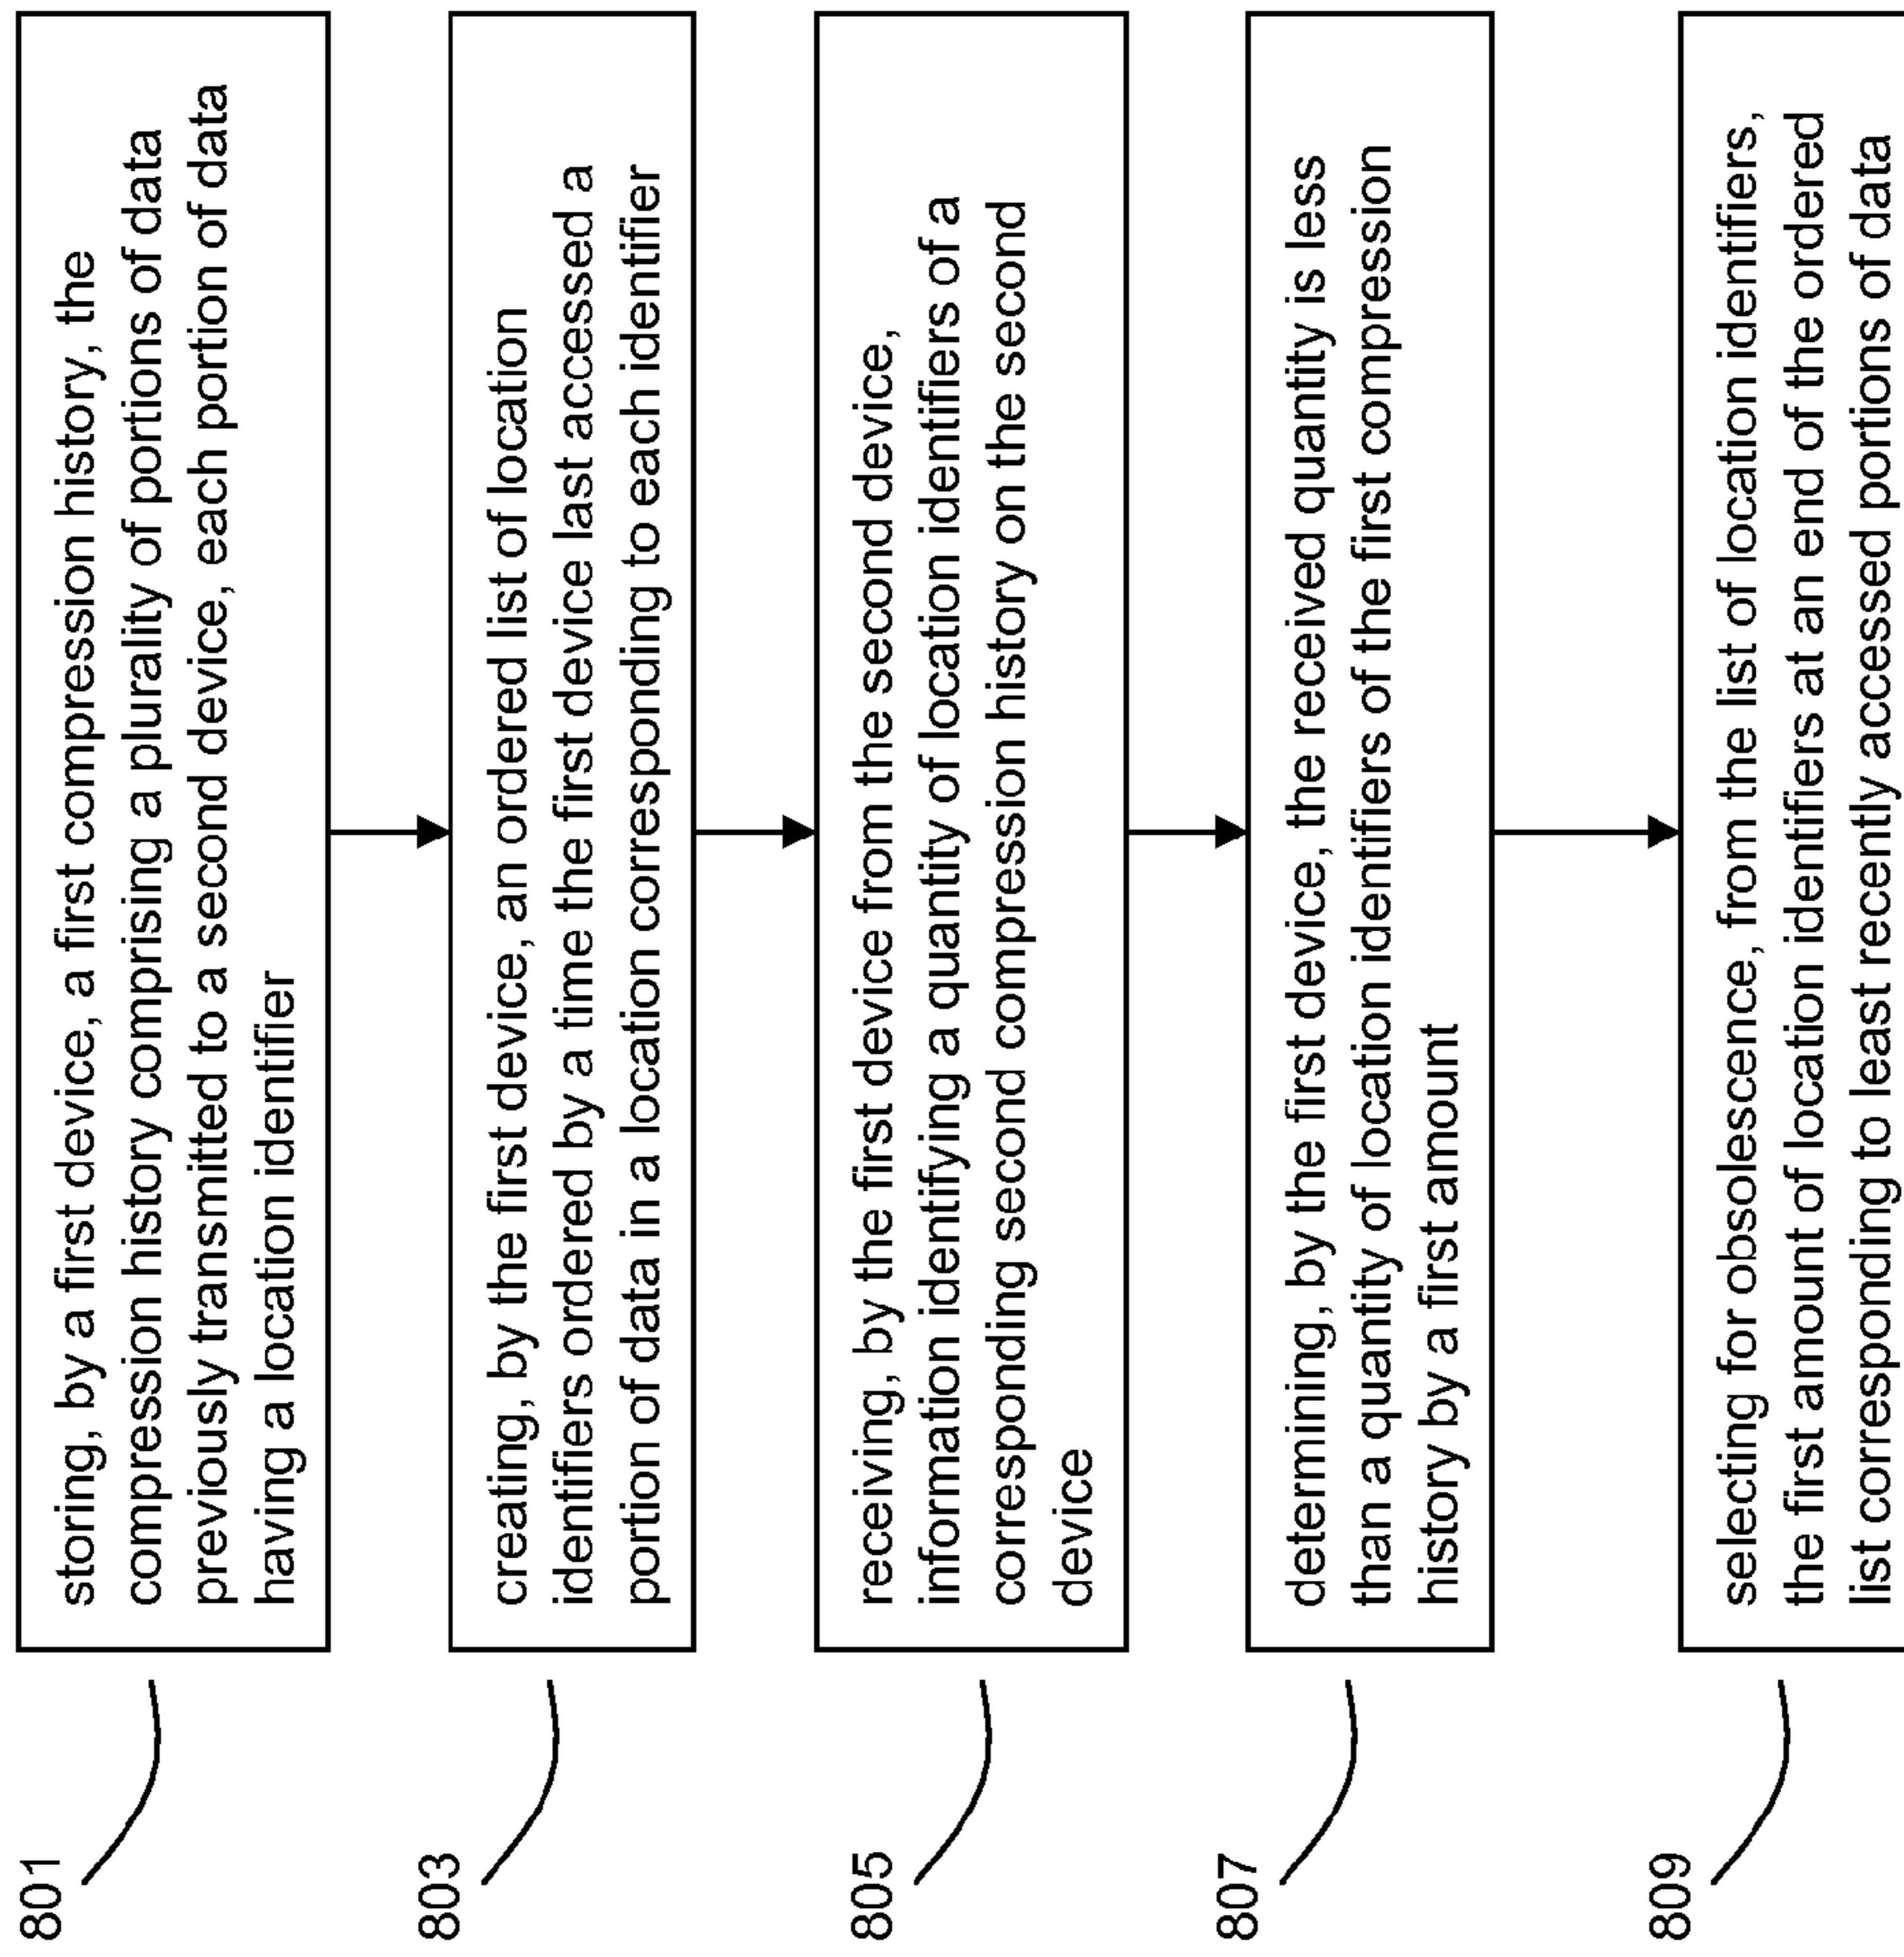 801
storing, by a first device, a first compression history, the
compression history comprising a plurality of portions of data
previously transmitted to a second device, each portion of data
having a location identifier
803
creating, by the first device, an ordered list of location
identifiers ordered by a time the first device last accessed a
portion of data in a location corresponding to each identifier
805
receiving, by the first device from the second device,
information identifying a quantity of location identifiers of a
corresponding second compression history on the second
device
807
determining, by the first device, the received quantity is less
than a quantity of location identifiers of the first compression
history by a first amount
809
selecting for obsolescence, from the list of location identifiers,
the first amount of location identifiers at an end of the ordered
list corresponding to least recently accessed portions of data